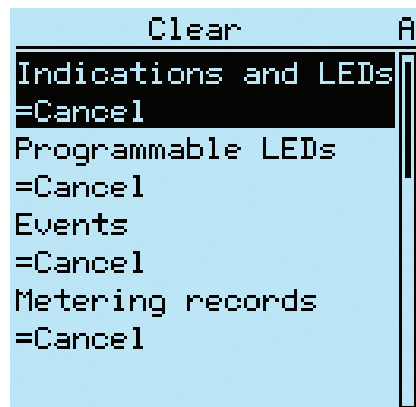 Clear A
Indications and LEDs
=Cancel
Programmable LEDs
=Cancel
Events
=Cancel
Metering records
=Cancel